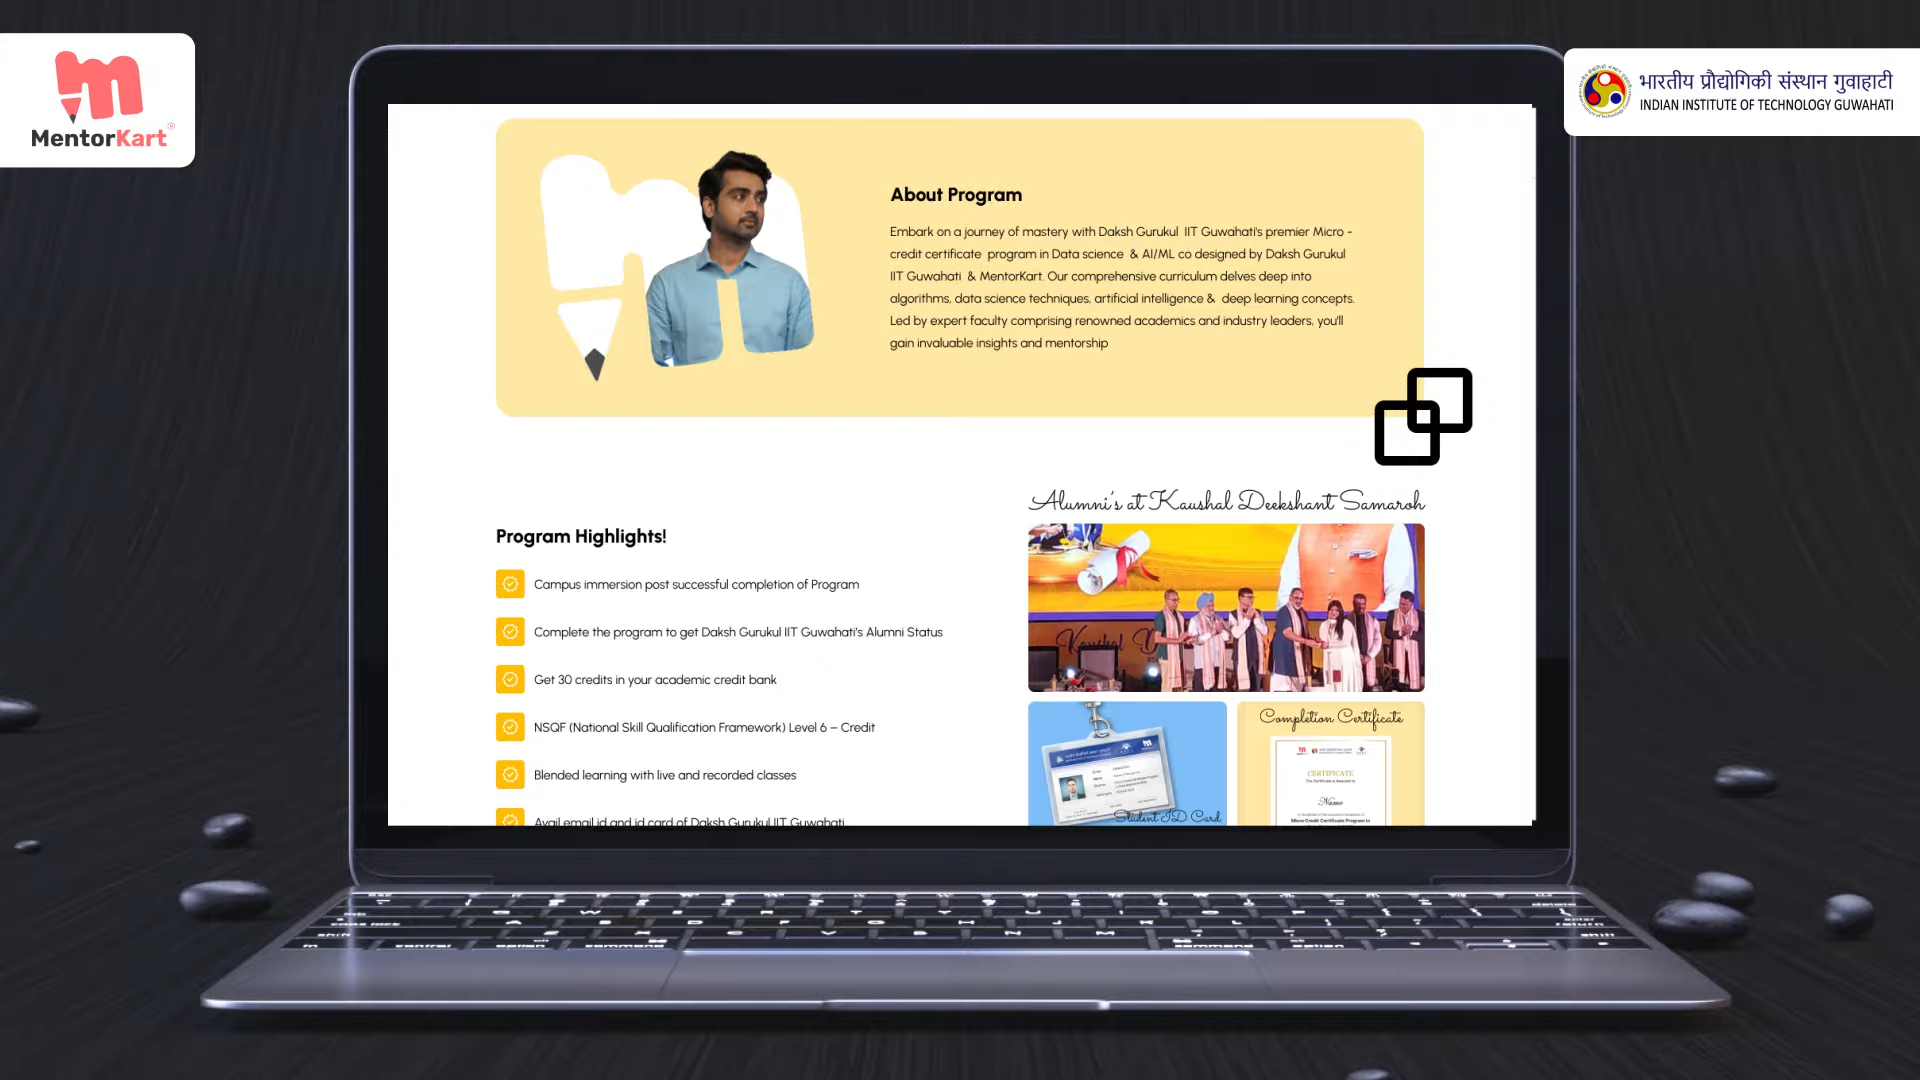 MentorKart
भारतीय प्रौद्योगिकी संस्थान गुवाहाटी
INDIAN INSTITUTE OF TECHNOLOGY GUWAHATI
About Program
Embark on a journey of mastery with Daksh Gurukul IIT Guwahati's premier Micro -
credit certificate program in Data science & AI/ML co designed by Daksh Gurukul
IIT Guwahati & MentorKart. Our comprehensive curriculum delves deep into
algorithms, data science techniques, artificial intelligence & deep learning concepts.
Led by expert faculty comprising renowned academics and industry leaders, you'll
gain invaluable insights and mentorship
Program Highlights!
Campus immersion post successful completion of Program
Complete the program to get Daksh Gurukul IIT Guwahati's Alumni Status
Get 30 credits in your academic credit bank
NSQF (National Skill Qualification Framework) Level 6 – Credit
Blended learning with live and recorded classes
Avail email id and id card of Daksh Gurukul IIT Guwahati
Alumni's at Kaushal Deekshant Samaroh
Kaushal D
Student ID Card
Completion Certificate
CERTIFICATE
Name
Micro Credit Certificate Program in